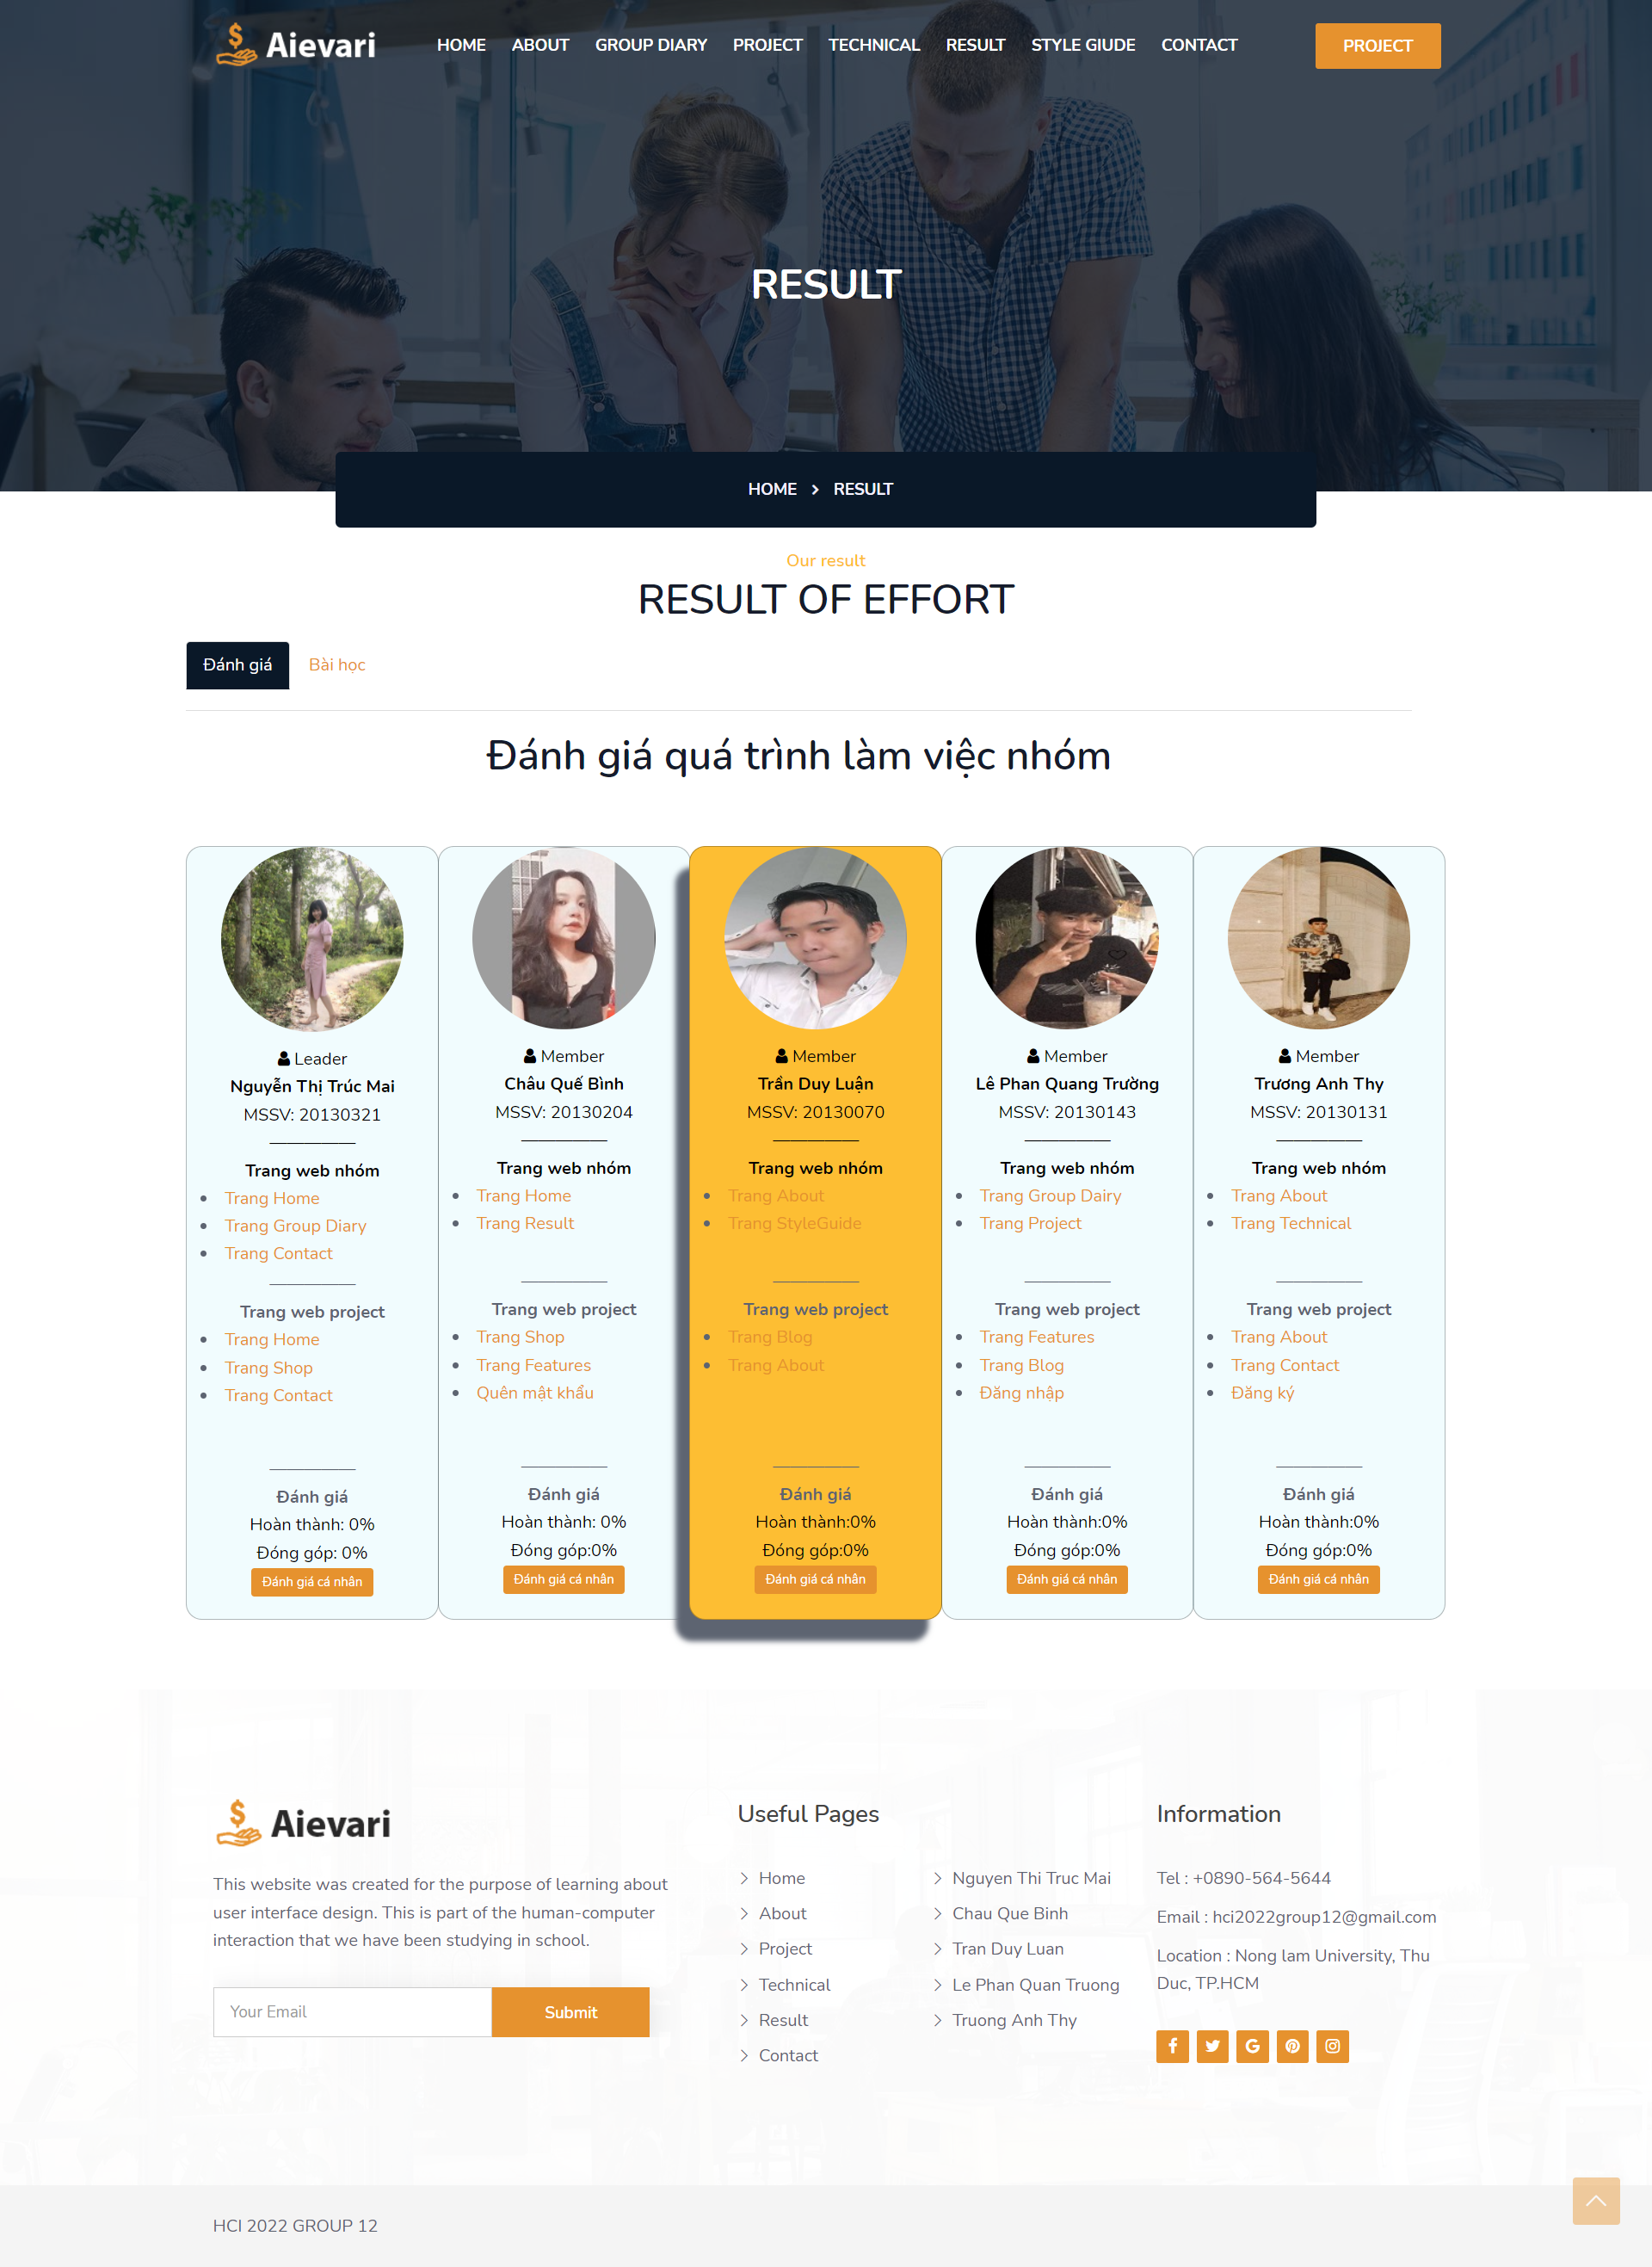 Aievari
HOME ABOUT GROUP DIARY PROJECT TECHNICAL RESULT STYLE GIUDE CONTACT
PROJECT
RESULT
HOME RESULT
Our result
RESULT OF EFFORT
Đánh giá Bài học
Đánh giá quá trình làm việc nhóm
Leader
Nguyễn Thị Trúc Mai
MSSV: 20130321
Trang web nhóm
Trang Home
Trang Group Diary
Trang Contact
Trang web project
Trang Home
Trang Shop
Trang Contact
Đánh giá
Hoàn thành: 0%
Đóng góp: 0%
Đánh giá cá nhân
Member
Châu Quế Bình
MSSV: 20130204
Trang web nhóm
Trang Home
Trang Result
Trang web project
Trang Shop
Trang Features
Quên mật khẩu
Đánh giá
Hoàn thành: 0%
Đóng góp:0%
Đánh giá cá nhân
Member
Trần Duy Luận
MSSV: 20130070
Trang web nhóm
Trang About
Trang StyleGuide
Trang web project
Trang Blog
Trang About
Đánh giá
Hoàn thành:0%
Đóng góp:0%
Đánh giá cá nhân
Member
Lê Phan Quang Trường
MSSV: 20130143
Trang web nhóm
Trang Group Dairy
Trang Project
Trang web project
Trang Features
Trang Blog
Đăng nhập
Đánh giá
Hoàn thành:0%
Đóng góp:0%
Đánh giá cá nhân
Member
Trương Anh Thy
MSSV: 20130131
Trang web nhóm
Trang About
Trang Technical
Trang web project
Trang About
Trang Contact
Đăng ký
Đánh giá
Hoàn thành:0%
Đóng góp:0%
Đánh giá cá nhân
Aievari
This website was created for the purpose of learning about
user interface design. This is part of the human-computer
interaction that we have been studying in school.
Your Email
Submit
Useful Pages
Home
About
Project
Technical
Result
Contact
Nguyen Thi Truc Mai
Chau Que Binh
Tran Duy Luan
Le Phan Quan Truong
Truong Anh Thy
Information
Tel : +0890-564-5644
Email : hci2022group12@gmail.com
Location : Nong lam University, Thu
Duc, TP.HCM
HCI 2022 GROUP 12